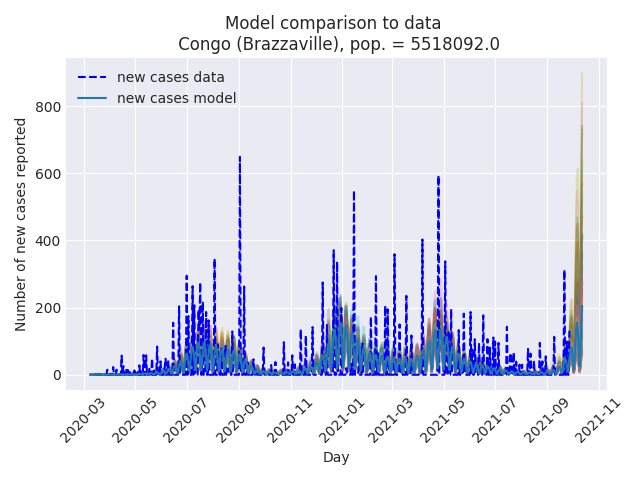 Model comparison to data
Congo (Brazzaville), pop. = 5518092.0
new cases data
new cases model
Number of new cases reported
800
600
400
200
0
2020-03
2020-05
2020-07
2020-09
2020-11
2021-01
2021-03
2021-05
2021-07
2021-09
2021-11
Day